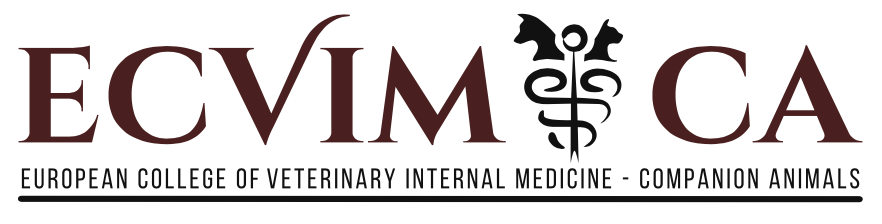 ECVIM CA
EUROPEAN COLLEGE OF VETERINARY INTERNAL MEDICINE - COMPANION ANIMALS